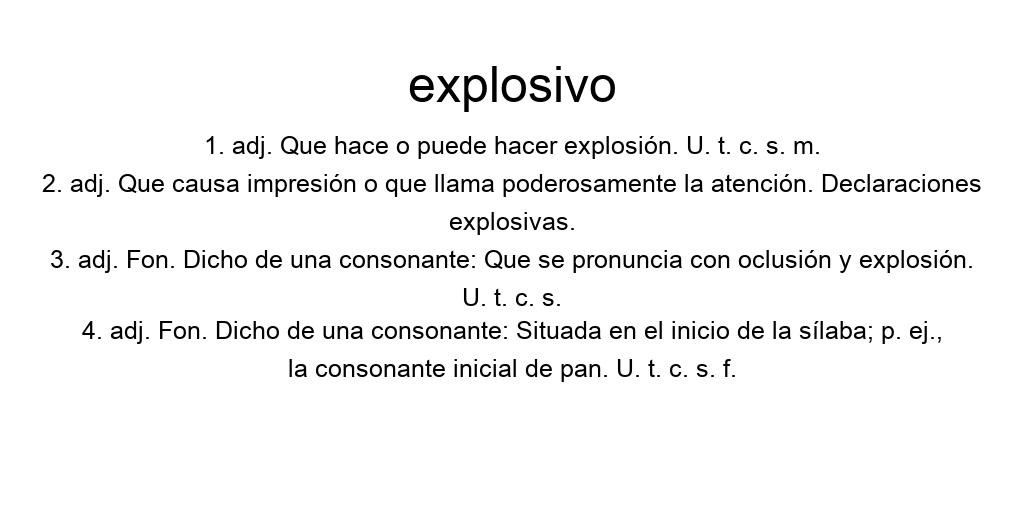 explosivo
1. adj. Que hace o puede hacer explosión. U. t. c. s. m.
2. adj. Que causa impresión o que llama poderosamente la atención. Declaraciones
explosivas.
3. adj. Fon. Dicho de una consonante: Que se pronuncia con oclusión y explosión.
U. t. c. s.
4. adj. Fon. Dicho de una consonante: Situada en el inicio de la sílaba; p. ej.,
la consonante inicial de pan. U. t. c. s. f.